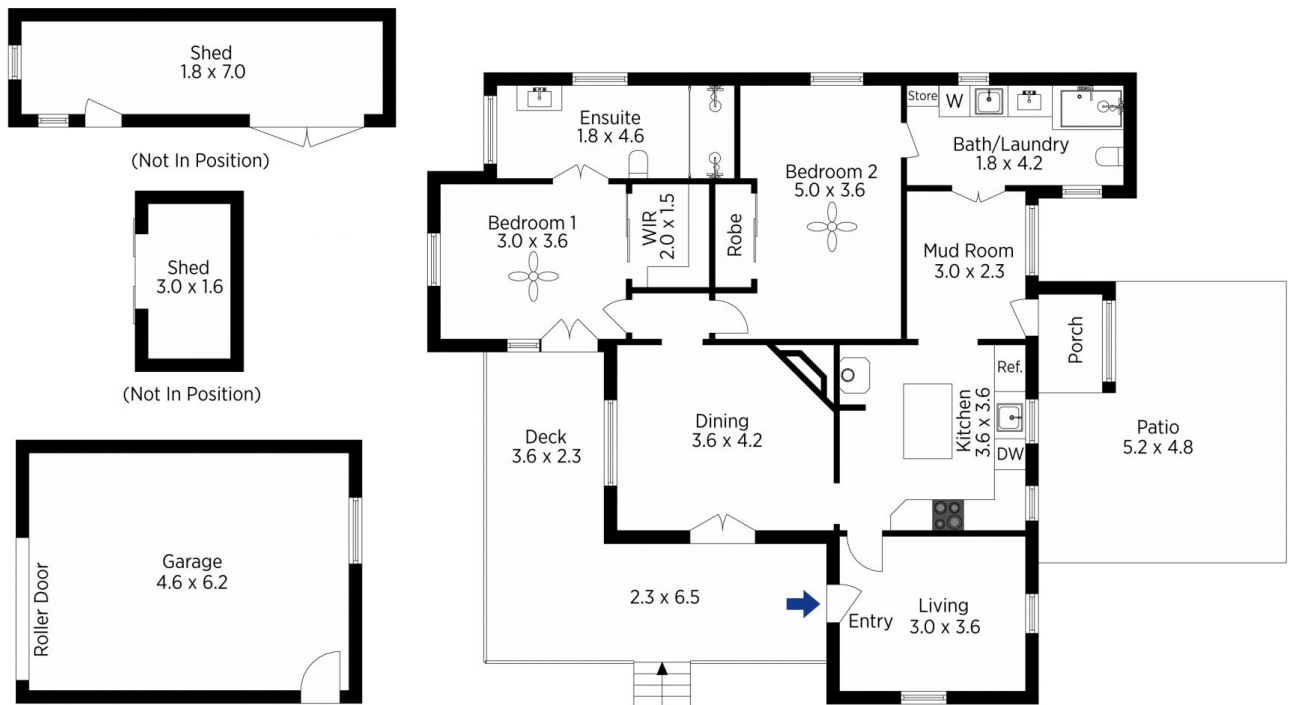 Shed
1.8 x 7.0
(Not In Position)
Shed
3.0 x 1.6
(Not In Position)
Roller Door
Garage
4.6 x 6.2
Ensuite
1.8 x 4.6
Bedroom 1
3.0 x 3.6
WIR
2.0 x 1.5
Robe
Bedroom 2
5.0 x 3.6
Store
W
Bath/Laundry
1.8 x 4.2
Mud Room
3.0 x 2.3
Porch
Patio
5.2 x 4.8
Ref.
Kitchen
3.6 x 3.6
DW
Dining
3.6 x 4.2
Deck
3.6 x 2.3
2.3 x 6.5
Entry
Living
3.0 x 3.6